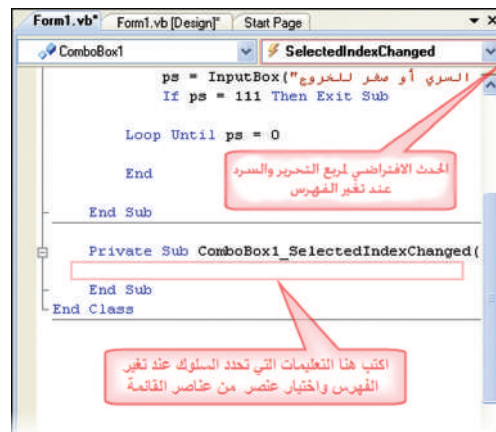 Form1.vb* Form1.vb [Design]* Start Page
ComboBox1 SelectedIndexChanged
ps = InputBox("السري أو صفر للخروج
If ps = 111 Then Exit Sub
Loop Until ps = 0
End
الحدث الافتراضي لمربع التحرير والسرد
عند تغير الفهرس
End Sub
Private Sub ComboBox1_SelectedIndexChanged(
End Sub
End Class
اكتب هنا التعليمات التي تحدد السلوك عند تغير
الفهرس واختيار عنصر من عناصر القائمة